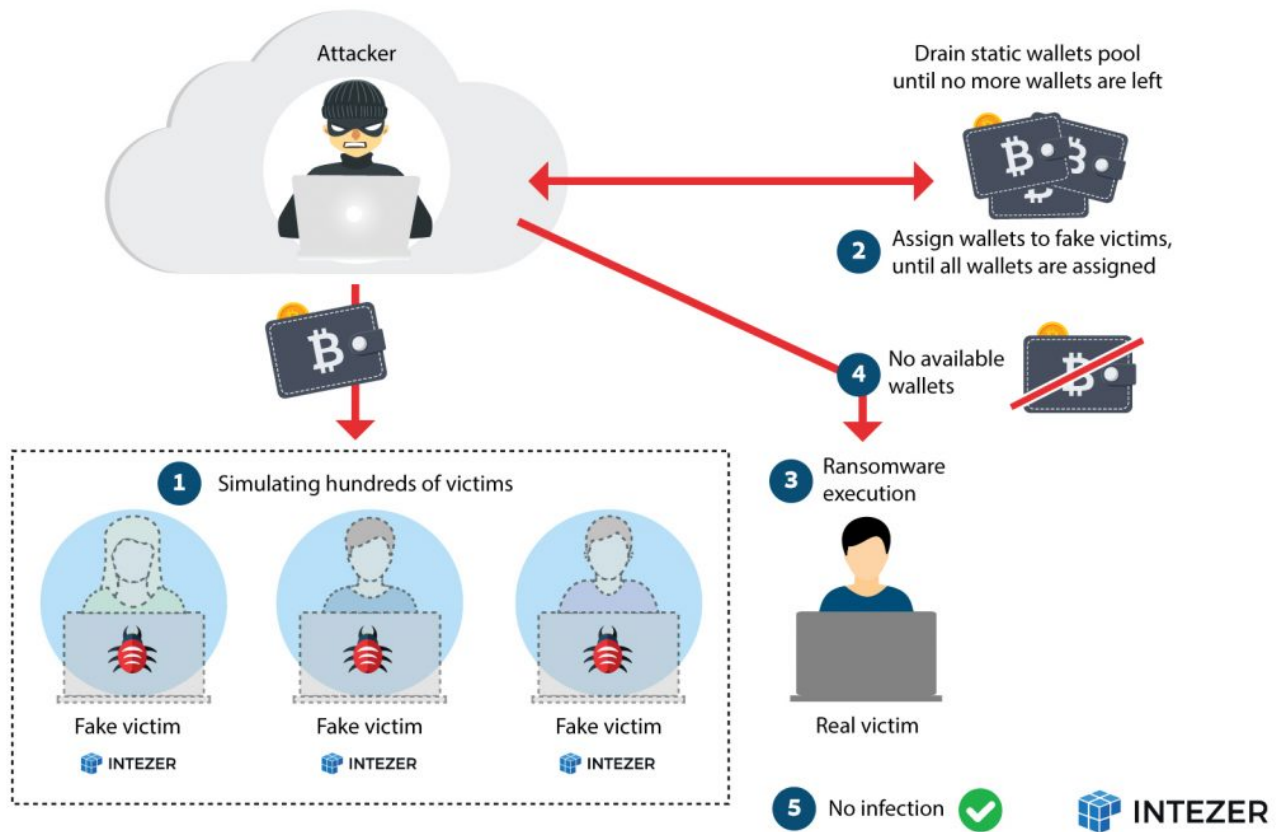 Attacker
Drain static wallets pool
until no more wallets are left
2 Assign wallets to fake victims,
until all wallets are assigned
4 No available
wallets
1 Simulating hundreds of victims
3 Ransomware
execution
Fake victim
Fake victim
Fake victim
Real victim
INTEZER
INTEZER
INTEZER
5 No infection
INTEZER